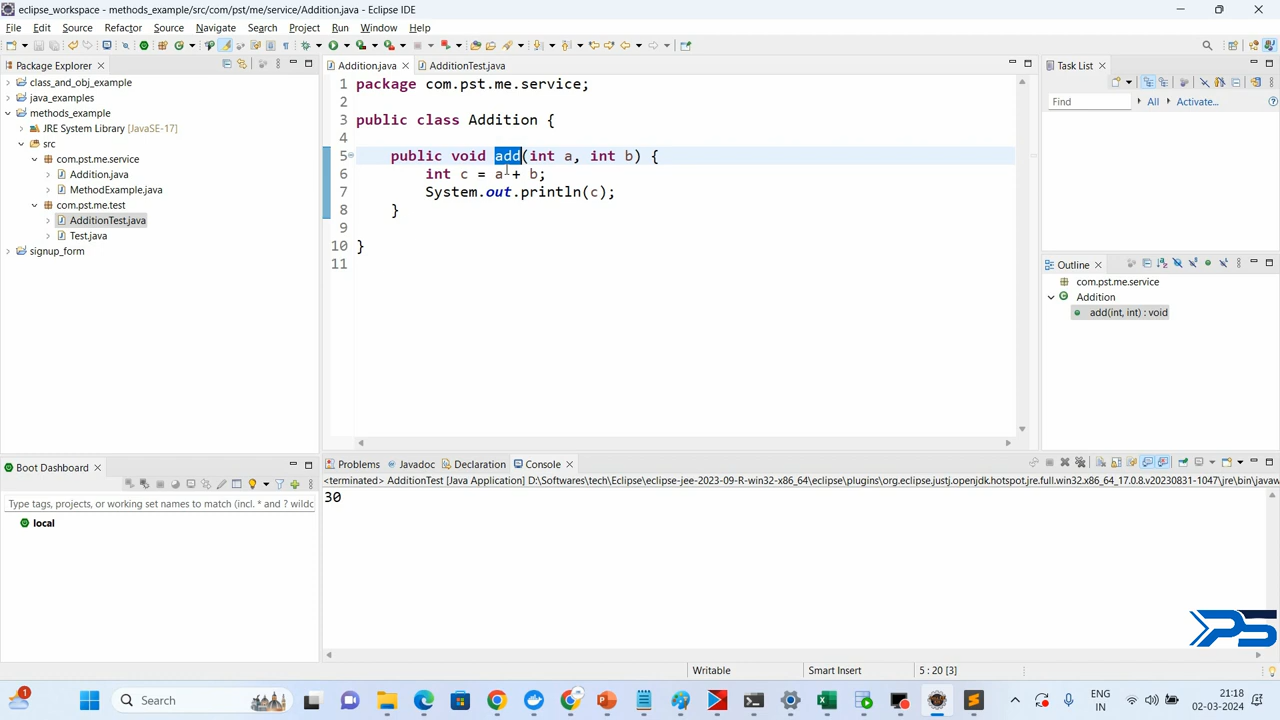 eclipse_workspace - methods_example/src/com/pst/me/service/Addition.java - Eclipse IDE
File Edit Source Refactor Navigate Search Project Run Window Help
Package Explorer
class_and_obj_example
java_examples
methods_example
JRE System Library [JavaSE-17]
src
com.pst.me.service
Addition.java
MethodExample.java
com.pst.me.test
AdditionTest.java
Test.java
signup_form
Addition.java AdditionTest.java
1 package com.pst.me.service;
2
3 public class Addition {
4
5 public void add(int a, int b) {
6 int c = a + b;
7 System.out.println(c);
8 }
9
10 }
11
Task List
Find All Activate...
Outline
com.pst.me.service
Addition
add(int, int) : void
Boot Dashboard
Type tags, projects, or working set names to match (incl. * and ? wildc
local
Problems Javadoc Declaration Console
<terminated> AdditionTest [Java Application] D:\Softwares\tech\Eclipse\eclipse-jee-2023-09-R-win32-x86_64\eclipse\plugins\org.eclipse.justj.openjdk.hotspot.jre.full.win32.x86_64_17.0.8.v20230831-1047\jre\bin\javaw
30
PS
Writable Smart Insert 5 : 20 [3]
1
Search
ENG
IN
21:18
02-03-2024